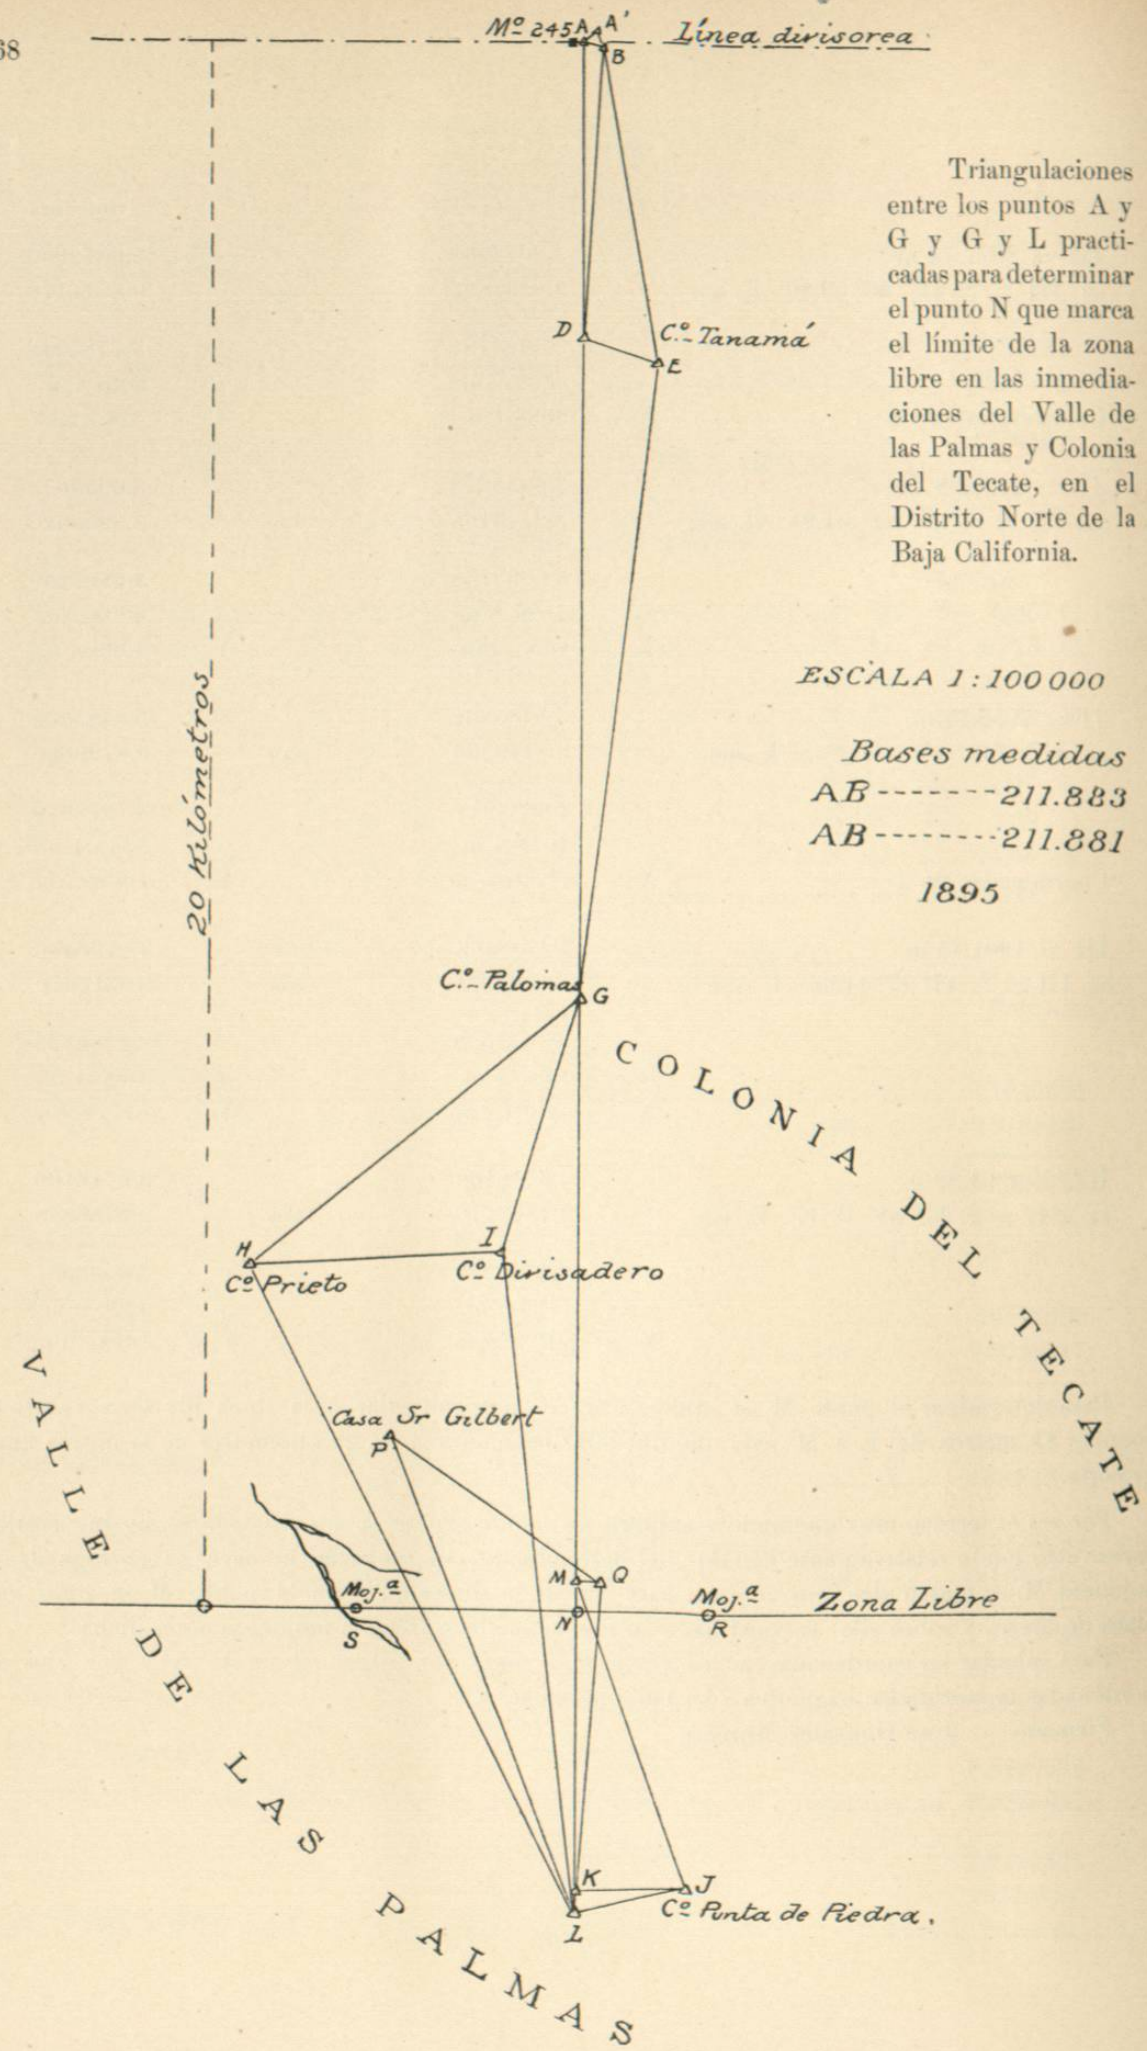 68
Mº 245 A A'
Línea divisorea
B
Triangulaciones
entre los puntos A y
G y G y L practi-
cadas para determinar
el punto N que marca
el límite de la zona
libre en las inmedia-
ciones del Valle de
las Palmas y Colonia
del Tecate, en el
Distrito Norte de la
Baja California.
D
Cº Tanamá
E
ESCALA 1:100 000
20 Kilómetros
Bases medidas
AB-------211.883
AB--------211.881
1895
Cº Palomas
G
COLONIA DEL TECATE
H
Cº Prieto
I
Cº Divisadero
VALLE DE LAS PALMAS
Casa Sr Gilbert
P
M
Q
Moj.ª
S
N
Moj.ª
R
Zona Libre
K
J
Cº Punta de Piedra.
L